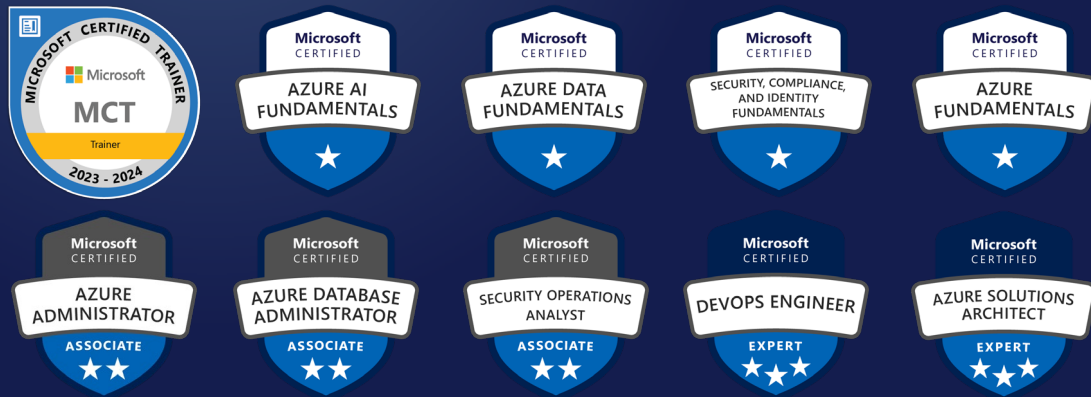 MICROSOFT CERTIFIED TRAINER
Microsoft
MCT
Trainer
2023 - 2024
Microsoft
CERTIFIED
AZURE AI
FUNDAMENTALS
Microsoft
CERTIFIED
AZURE DATA
FUNDAMENTALS
Microsoft
CERTIFIED
SECURITY, COMPLIANCE,
AND IDENTITY
FUNDAMENTALS
Microsoft
CERTIFIED
AZURE
FUNDAMENTALS
Microsoft
CERTIFIED
AZURE
ADMINISTRATOR
ASSOCIATE
Microsoft
CERTIFIED
AZURE DATABASE
ADMINISTRATOR
ASSOCIATE
Microsoft
CERTIFIED
SECURITY OPERATIONS
ANALYST
ASSOCIATE
Microsoft
CERTIFIED
DEVOPS ENGINEER
EXPERT
Microsoft
CERTIFIED
AZURE SOLUTIONS
ARCHITECT
EXPERT